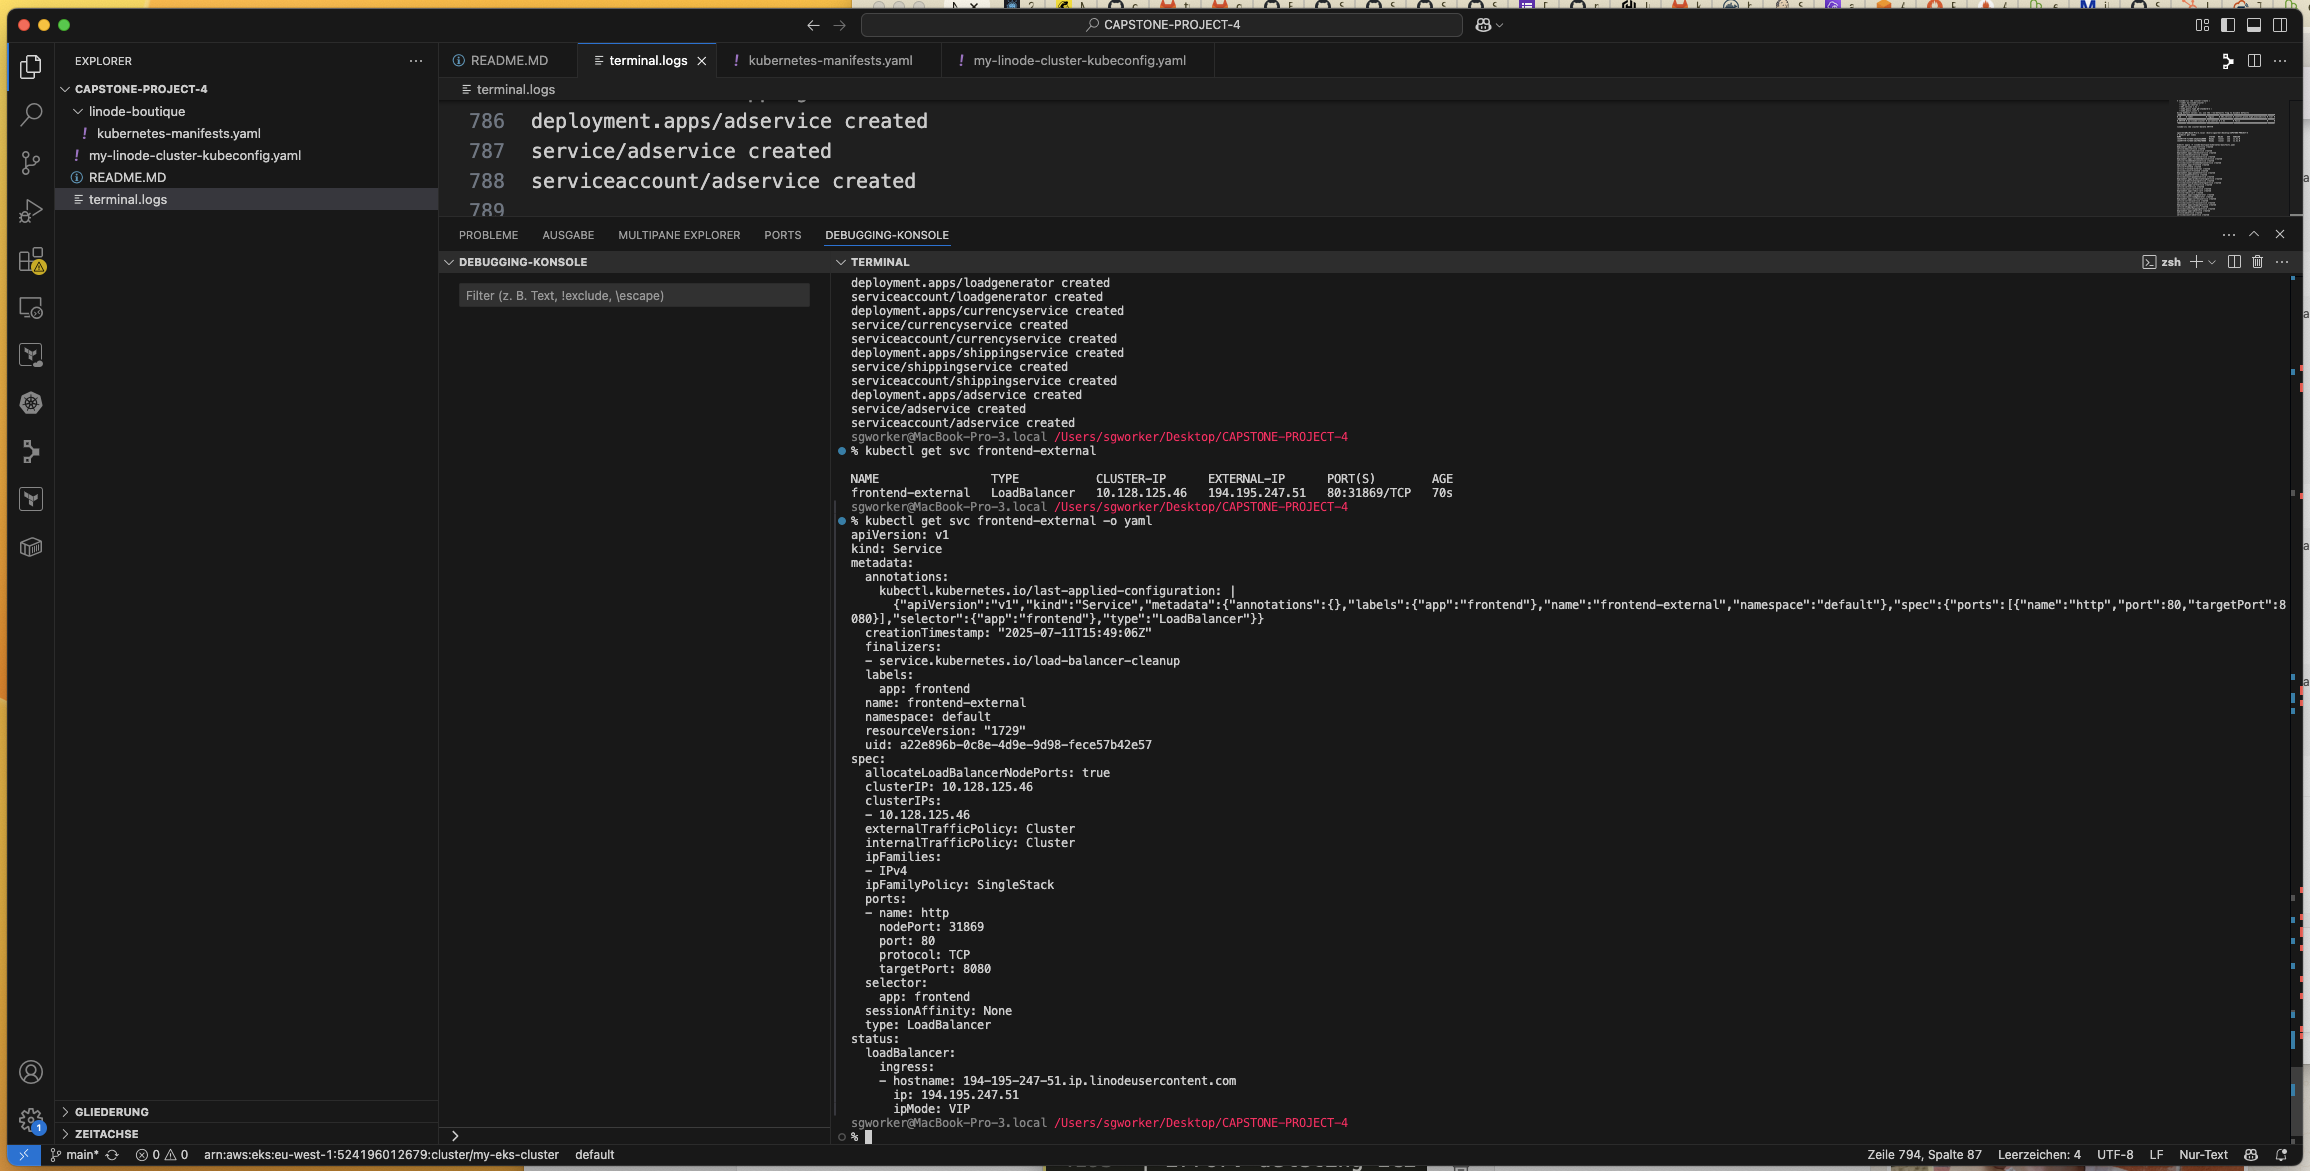 CAPSTONE-PROJECT-4
EXPLORER
CAPSTONE-PROJECT-4
linode-boutique
! kubernetes-manifests.yaml
! my-linode-cluster-kubeconfig.yaml
README.MD
terminal.logs
GLIEDERUNG
ZEITACHSE
README.MD
terminal.logs
! kubernetes-manifests.yaml
! my-linode-cluster-kubeconfig.yaml
terminal.logs
786 deployment.apps/adservice created
787 service/adservice created
788 serviceaccount/adservice created
789
PROBLEME AUSGABE MULTIPANE EXPLORER PORTS DEBUGGING-KONSOLE
DEBUGGING-KONSOLE
Filter (z. B. Text, !exclude, \escape)
TERMINAL
zsh
deployment.apps/loadgenerator created
serviceaccount/loadgenerator created
deployment.apps/currencyservice created
service/currencyservice created
serviceaccount/currencyservice created
deployment.apps/shippingservice created
service/shippingservice created
serviceaccount/shippingservice created
deployment.apps/adservice created
service/adservice created
serviceaccount/adservice created
sgworker@MacBook-Pro-3.local /Users/sgworker/Desktop/CAPSTONE-PROJECT-4
% kubectl get svc frontend-external
NAME TYPE CLUSTER-IP EXTERNAL-IP PORT(S) AGE
frontend-external LoadBalancer 10.128.125.46 194.195.247.51 80:31869/TCP 70s
sgworker@MacBook-Pro-3.local /Users/sgworker/Desktop/CAPSTONE-PROJECT-4
% kubectl get svc frontend-external -o yaml
apiVersion: v1
kind: Service
metadata:
annotations:
kubectl.kubernetes.io/last-applied-configuration: |
{"apiVersion":"v1","kind":"Service","metadata":{"annotations":{},"labels":{"app":"frontend"},"name":"frontend-external","namespace":"default"},"spec":{"ports":[{"name":"http","port":80,"targetPort":8
080}],"selector":{"app":"frontend"},"type":"LoadBalancer"}}
creationTimestamp: "2025-07-11T15:49:06Z"
finalizers:
- service.kubernetes.io/load-balancer-cleanup
labels:
app: frontend
name: frontend-external
namespace: default
resourceVersion: "1729"
uid: a22e896b-0c8e-4d9e-9d98-fece57b42e57
spec:
allocateLoadBalancerNodePorts: true
clusterIP: 10.128.125.46
clusterIPs:
- 10.128.125.46
externalTrafficPolicy: Cluster
internalTrafficPolicy: Cluster
ipFamilies:
- IPv4
ipFamilyPolicy: SingleStack
ports:
- name: http
nodePort: 31869
port: 80
protocol: TCP
targetPort: 8080
selector:
app: frontend
sessionAffinity: None
type: LoadBalancer
status:
loadBalancer:
ingress:
- hostname: 194-195-247-51.ip.linodeusercontent.com
ip: 194.195.247.51
ipMode: VIP
sgworker@MacBook-Pro-3.local /Users/sgworker/Desktop/CAPSTONE-PROJECT-4
%
1
main* 0 0 arn:aws:eks:eu-west-1:524196012679:cluster/my-eks-cluster default
Zeile 794, Spalte 87 Leerzeichen: 4 UTF-8 LF Nur-Text